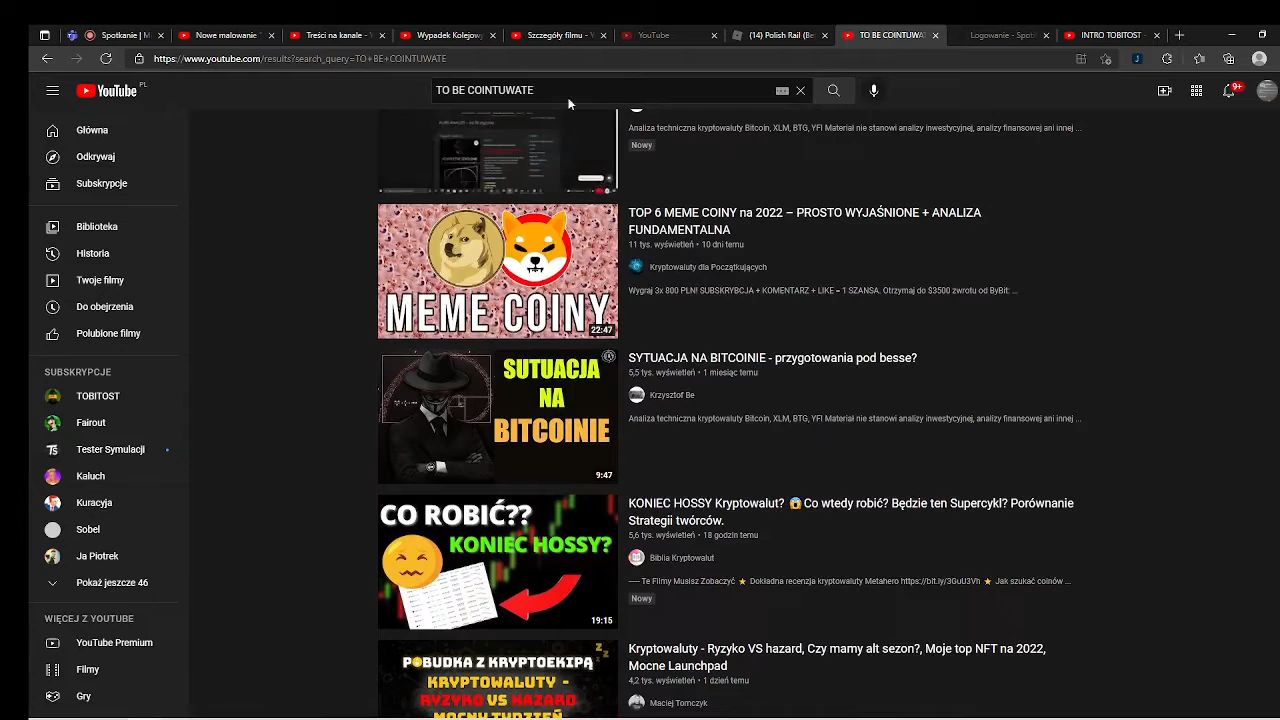 Spotkanie | M
Nowe malowanie
Treści na kanale - Y
Wypadek Kolejowy
Szczegóły filmu - Y
YouTube
(14) Polish Rail (Be
TO BE COINTUWAT
Logowanie - Spoti
INTRO TOBITOST -
https://www.youtube.com/results?search_query=TO+BE+COINTUWATE
YouTube PL
TO BE COINTUWATE
9+
Główna
Odkrywaj
Subskrypcje
Biblioteka
Historia
Twoje filmy
Do obejrzenia
Polubione filmy
SUBSKRYPCJE
TOBITOST
Fairout
Tester Symulacji
Kaluch
Kuracyja
Sobel
Ja Piotrek
Pokaż jeszcze 46
WIĘCEJ Z YOUTUBE
YouTube Premium
Filmy
Gry
Analiza techniczna kryptowaluty Bitcoin, XLM, BTG, YFI Materiał nie stanowi analizy inwestycyjnej, analizy finansowej ani innej ...
Nowy
MEME COINY
22:47
TOP 6 MEME COINY na 2022 – PROSTO WYJAŚNIONE + ANALIZA
FUNDAMENTALNA
11 tys. wyświetleń • 10 dni temu
Kryptowaluty dla Początkujących
Wygraj 3x 800 PLN! SUBSKRYBCJA + KOMENTARZ + LIKE = 1 SZANSA. Otrzymaj do $3500 zwrotu od ByBit: ...
SUTUACJA
NA
BITCOINIE
9:47
SYTUACJA NA BITCOINIE - przygotowania pod besse?
5,5 tys. wyświetleń • 1 miesiąc temu
Krzysztof Be
Analiza techniczna kryptowaluty Bitcoin, XLM, BTG, YFI Materiał nie stanowi analizy inwestycyjnej, analizy finansowej ani innej ...
CO ROBIĆ??
KONIEC HOSSY?
19:15
KONIEC HOSSY Kryptowalut? 😱Co wtedy robić? Będzie ten Supercykl? Porównanie
Strategii twórców.
5,6 tys. wyświetleń • 18 godzin temu
Biblia Kryptowalut
— Te Filmy Musisz Zobaczyć ⭐ Dokładna recenzja kryptowaluty Metahero https://bit.ly/3GuU3Vh ⭐ Jak szukać coinów ...
Nowy
POBUDKA Z KRYPTOEKIPĄ
KRYPTOWALUTY -
RYZYKO VS HAZARD
MOCNY TYDZIEŃ
Kryptowaluty - Ryzyko VS hazard, Czy mamy alt sezon?, Moje top NFT na 2022,
Mocne Launchpad
4,2 tys. wyświetleń • 1 dzień temu
Maciej Tomczyk